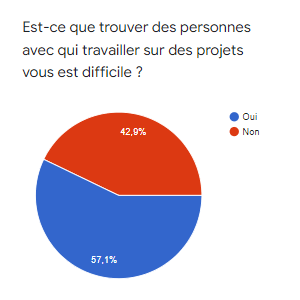 Est-ce que trouver des personnes
avec qui travailler sur des projets
vous est difficile ?
Oui
Non
42,9%
57,1%